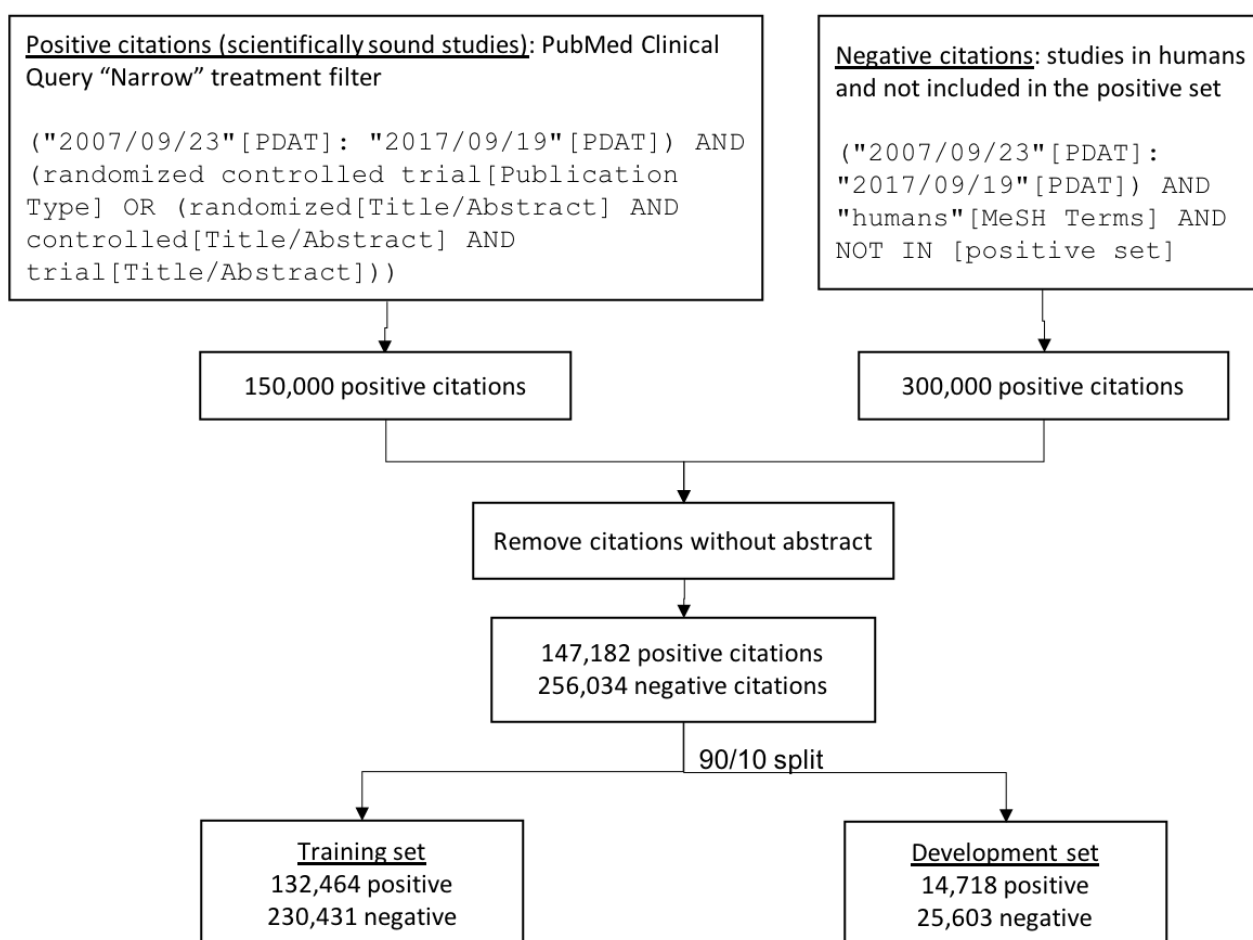 Positive citations (scientifically sound studies): PubMed Clinical
Query “Narrow” treatment filter
("2007/09/23"[PDAT]: "2017/09/19"[PDAT]) AND
(randomized controlled trial[Publication
Type] OR (randomized[Title/Abstract] AND
controlled[Title/Abstract] AND
trial[Title/Abstract]))
Negative citations: studies in humans
and not included in the positive set
("2007/09/23"[PDAT]:
"2017/09/19"[PDAT]) AND
"humans"[MeSH Terms] AND
NOT IN [positive set]
150,000 positive citations
300,000 positive citations
Remove citations without abstract
147,182 positive citations
256,034 negative citations
90/10 split
Training set
132,464 positive
230,431 negative
Development set
14,718 positive
25,603 negative